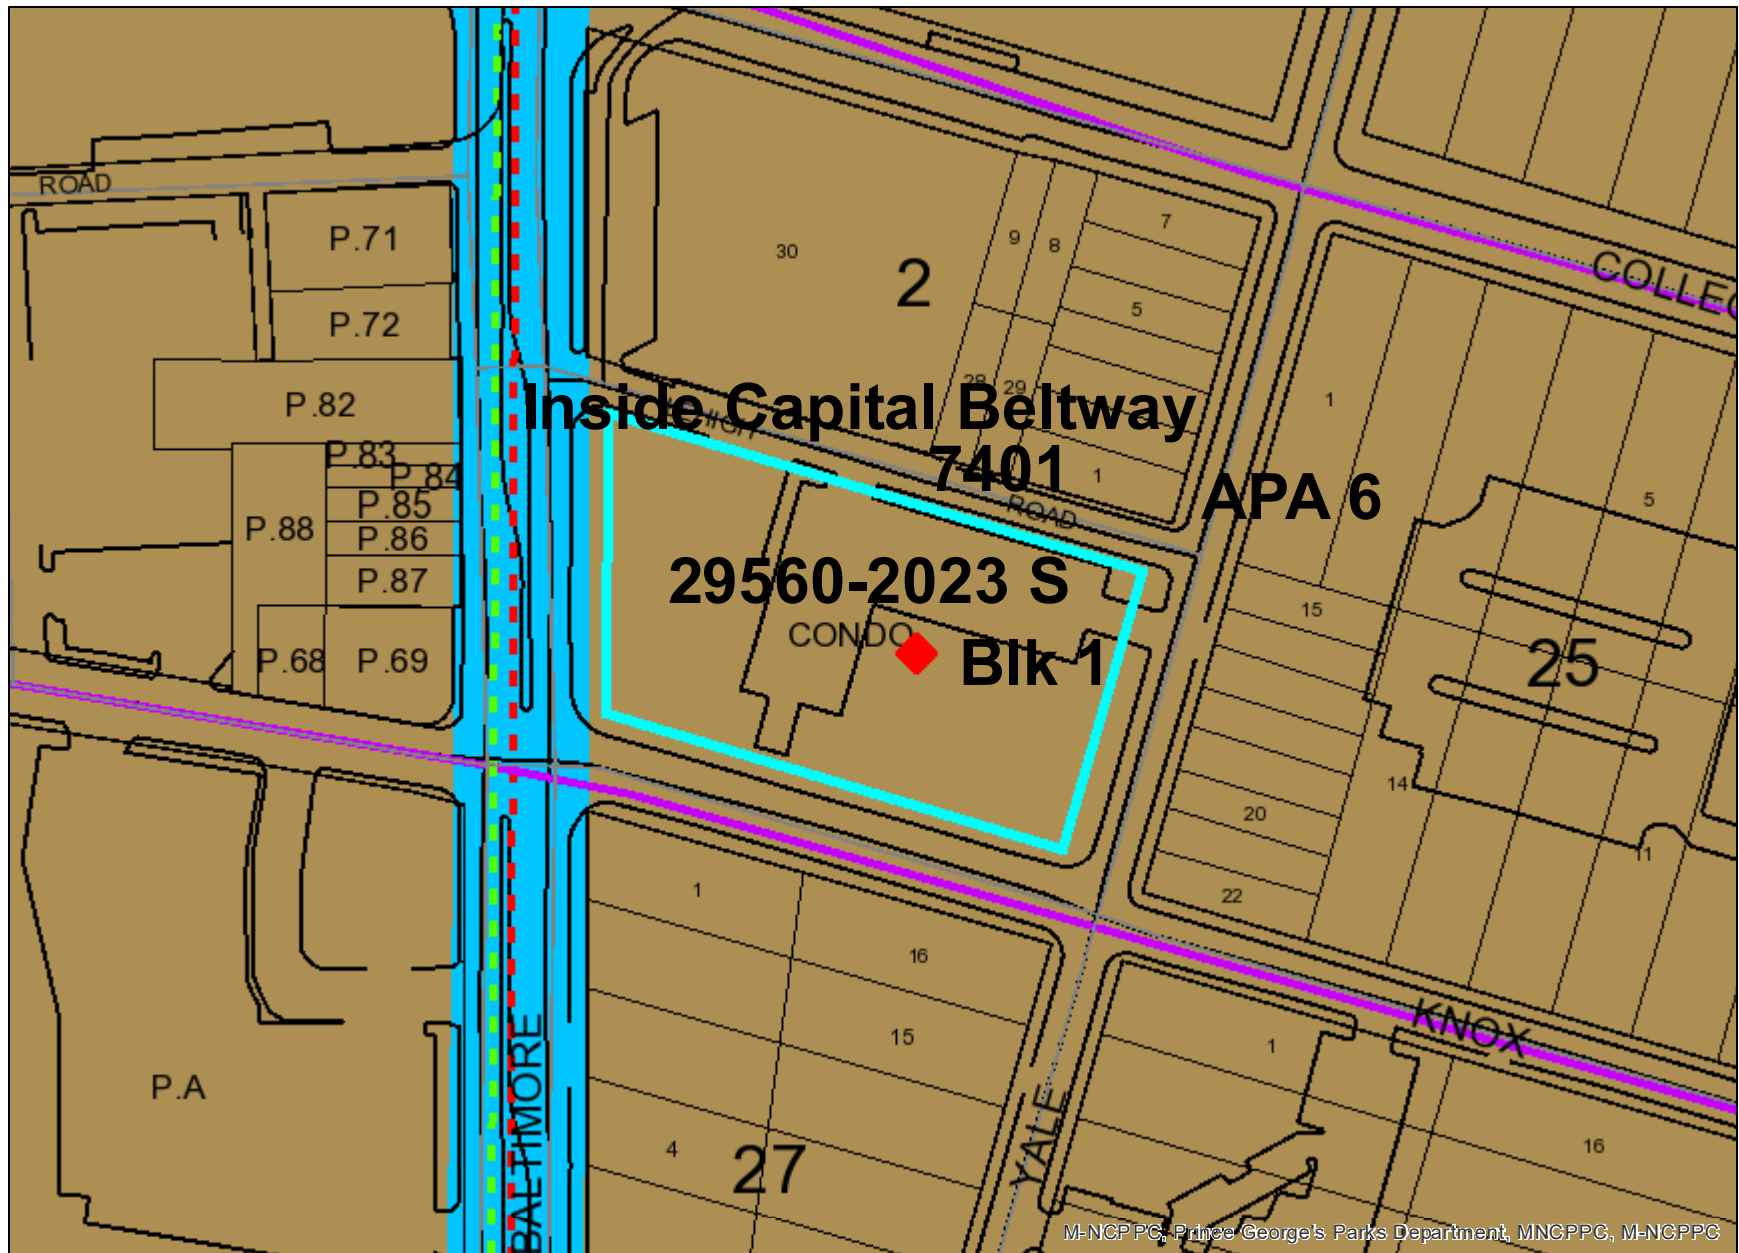 ROAD
P.71
7
30
9
8
2
COLLEG
5
P.72
28
29
1
P.82
Inside Capital Beltway
7401
1
ROAD
APA 6
5
P.83
P.84
P.85
P.88
P.86
P.87
29560-2023 S
15
CONDO
Blk 1
25
P.68
P.69
14
20
11
1
22
16
KNOX
15
1
P.A
BALTIMORE
YALE
4
27
16
M-NCPPC, Prince George's Parks Department, MNCPPC, M-NCPPC